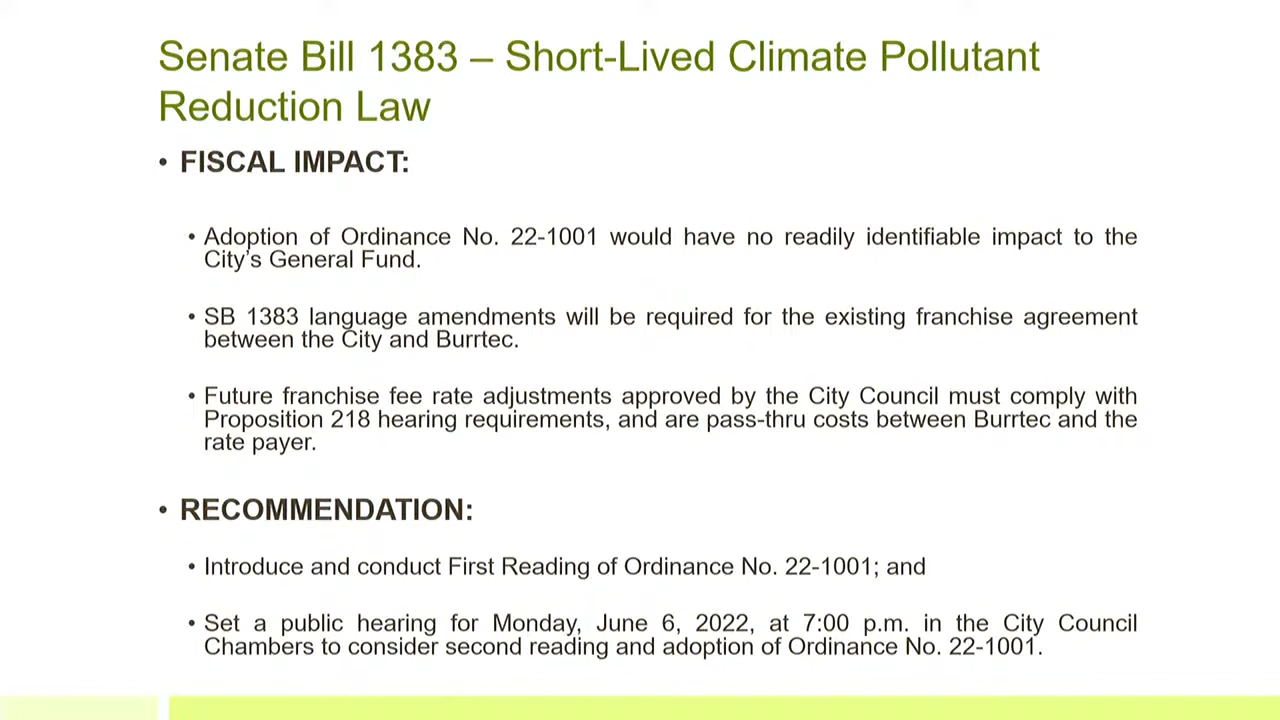 Senate Bill 1383 – Short-Lived Climate Pollutant
Reduction Law
• FISCAL IMPACT:
• Adoption of Ordinance No. 22-1001 would have no readily identifiable impact to the
City’s General Fund.
• SB 1383 language amendments will be required for the existing franchise agreement
between the City and Burrtec.
• Future franchise fee rate adjustments approved by the City Council must comply with
Proposition 218 hearing requirements, and are pass-thru costs between Burrtec and the
rate payer.
• RECOMMENDATION:
• Introduce and conduct First Reading of Ordinance No. 22-1001; and
• Set a public hearing for Monday, June 6, 2022, at 7:00 p.m. in the City Council
Chambers to consider second reading and adoption of Ordinance No. 22-1001.